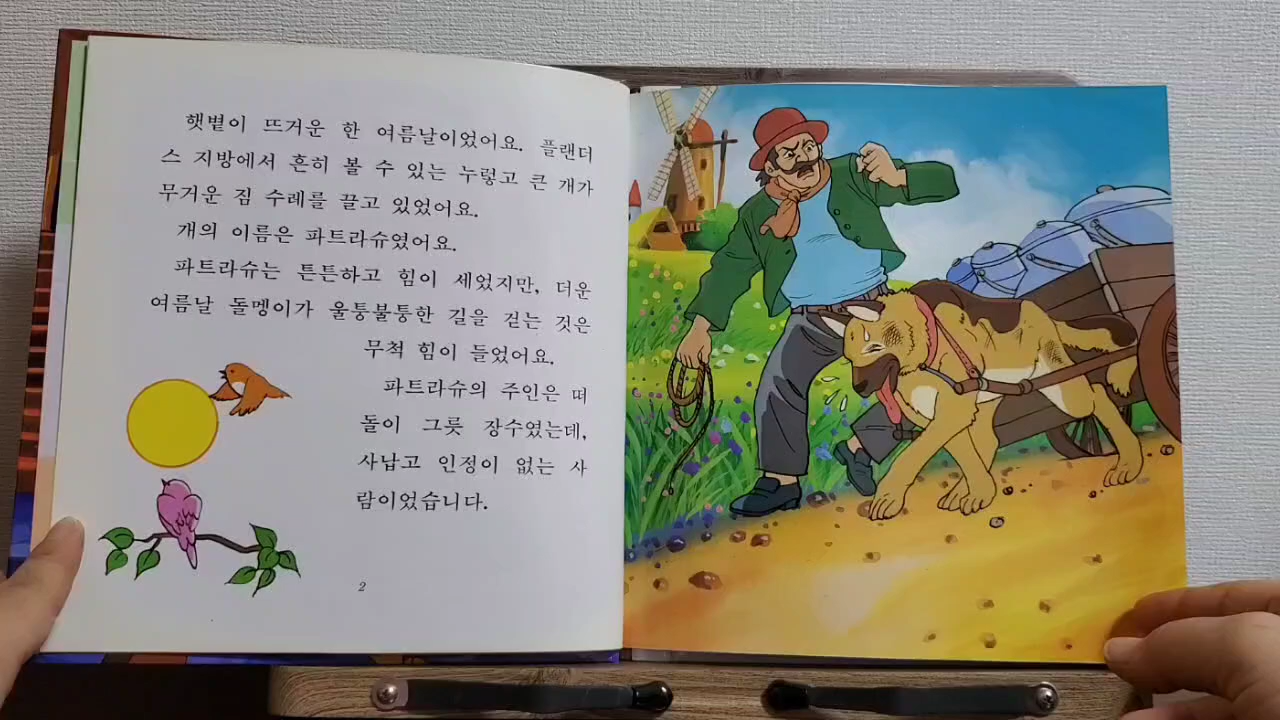 햇볕이 뜨거운 한 여름날이었어요. 플랜더
스 지방에서 흔히 볼 수 있는 누렇고 큰 개가
무거운 짐 수레를 끌고 있었어요.
개의 이름은 파트라슈였어요.
파트라슈는 튼튼하고 힘이 세었지만, 더운
여름날 돌멩이가 울퉁불퉁한 길을 걷는 것은
무척 힘이 들었어요.
파트라슈의 주인은 떠
돌이 그릇 장수였는데,
사납고 인정이 없는 사
람이었습니다.
2